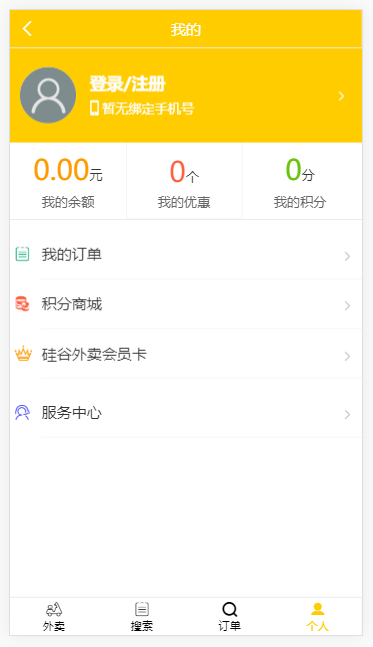 我的
登录/注册
暂无绑定手机号
0.00元
0个
0分
我的余额
我的优惠
我的积分
我的订单
积分商城
硅谷外卖会员卡
服务中心
外卖
搜索
订单
个人